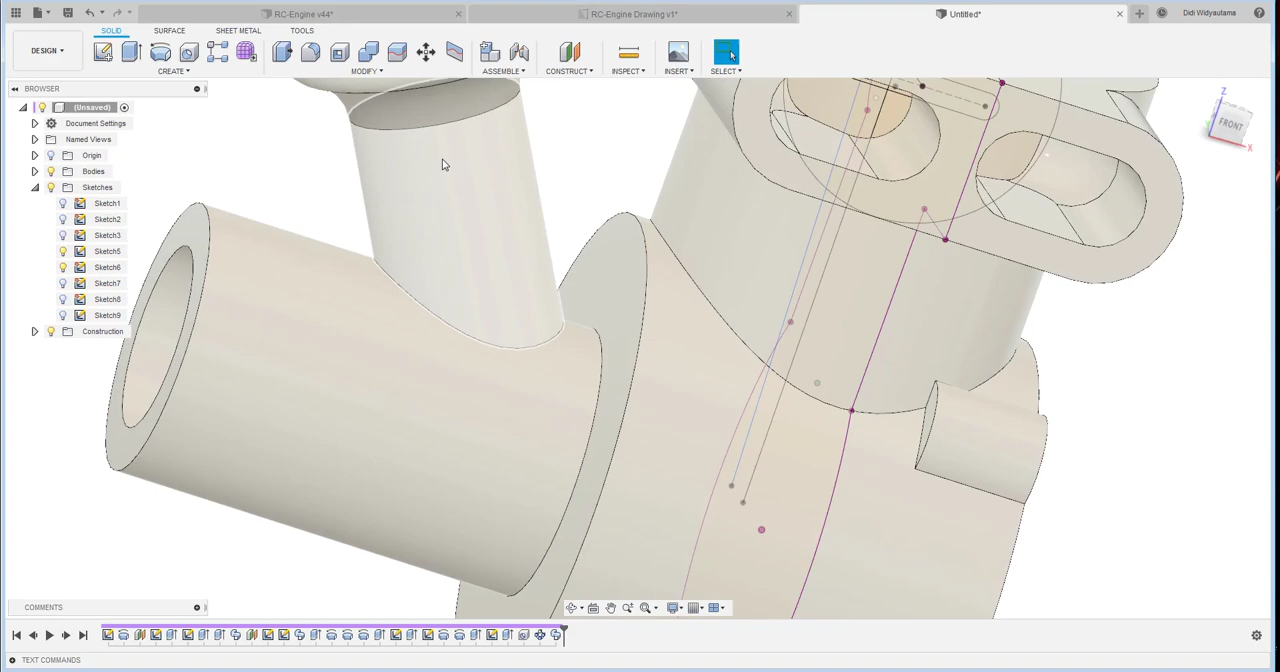 RC-Engine v44*
RC-Engine Drawing v1*
Untitled*
Didi Widyautama
DESIGN
SOLID
SURFACE
SHEET METAL
TOOLS
CREATE
MODIFY
ASSEMBLE
CONSTRUCT
INSPECT
INSERT
SELECT
BROWSER
(Unsaved)
Document Settings
Named Views
Origin
Bodies
Sketches
Sketch1
Sketch2
Sketch3
Sketch5
Sketch6
Sketch7
Sketch8
Sketch9
Construction
Z
FRONT
X
COMMENTS
TEXT COMMANDS